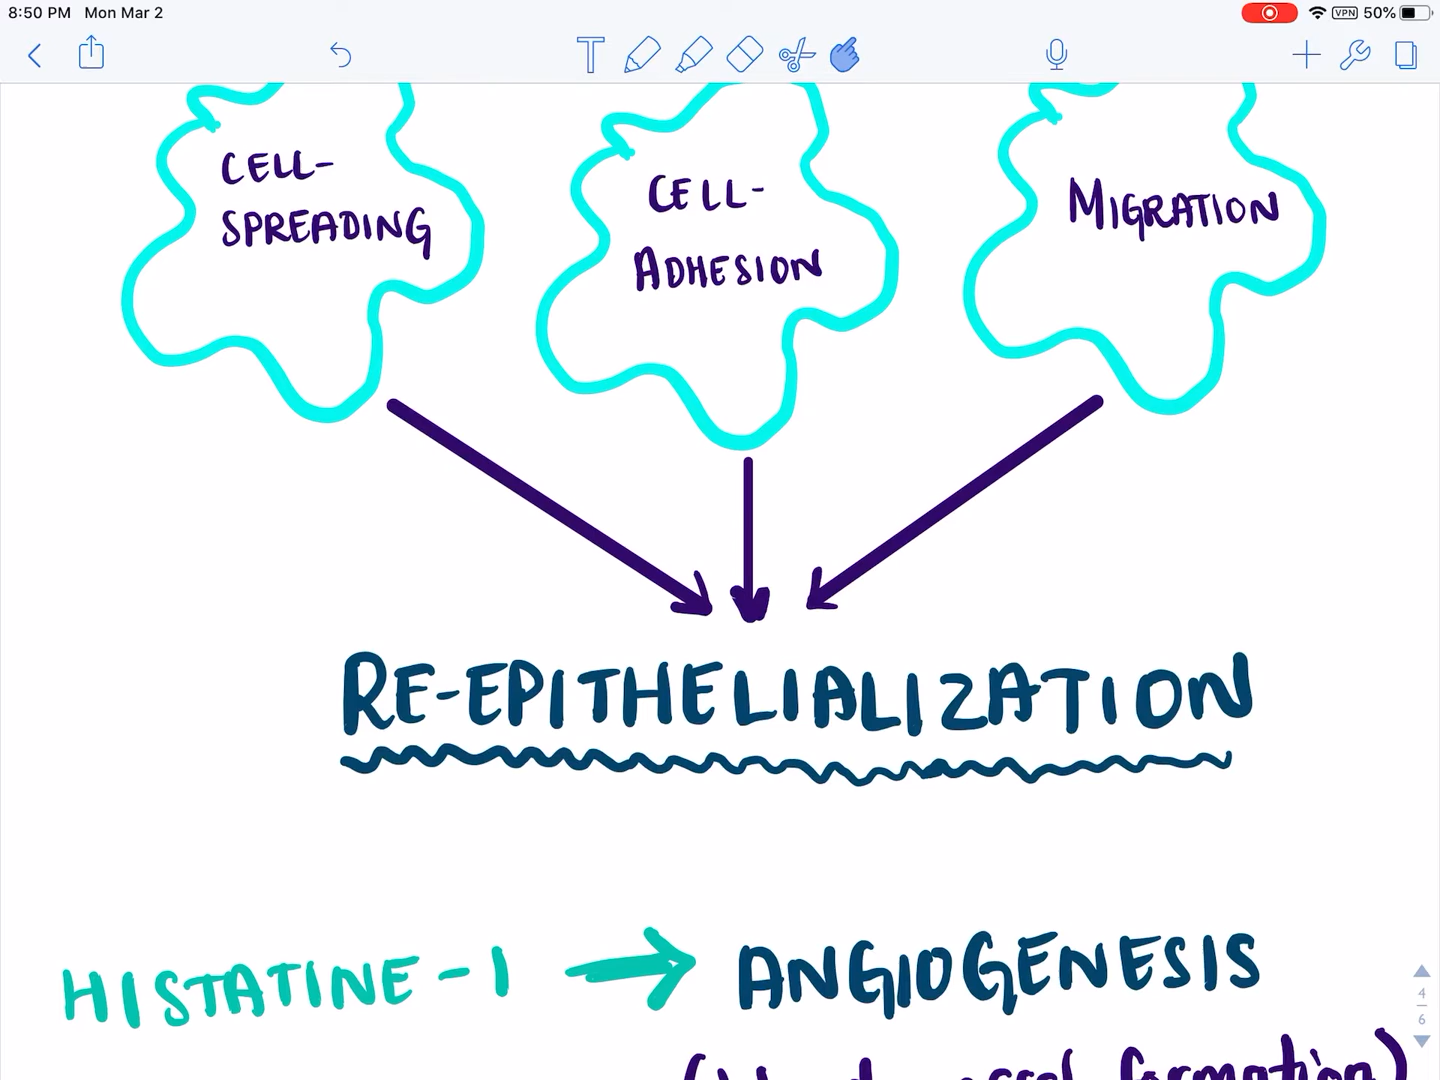 8:50 PM Mon Mar 2
VPN 50%
T
CELL-
SPREADING
CELL-
ADHESION
MIGRATION
RE-EPITHELIALIZATION
HISTATINE-1 → ANGIOGENESIS
4
6
formation)